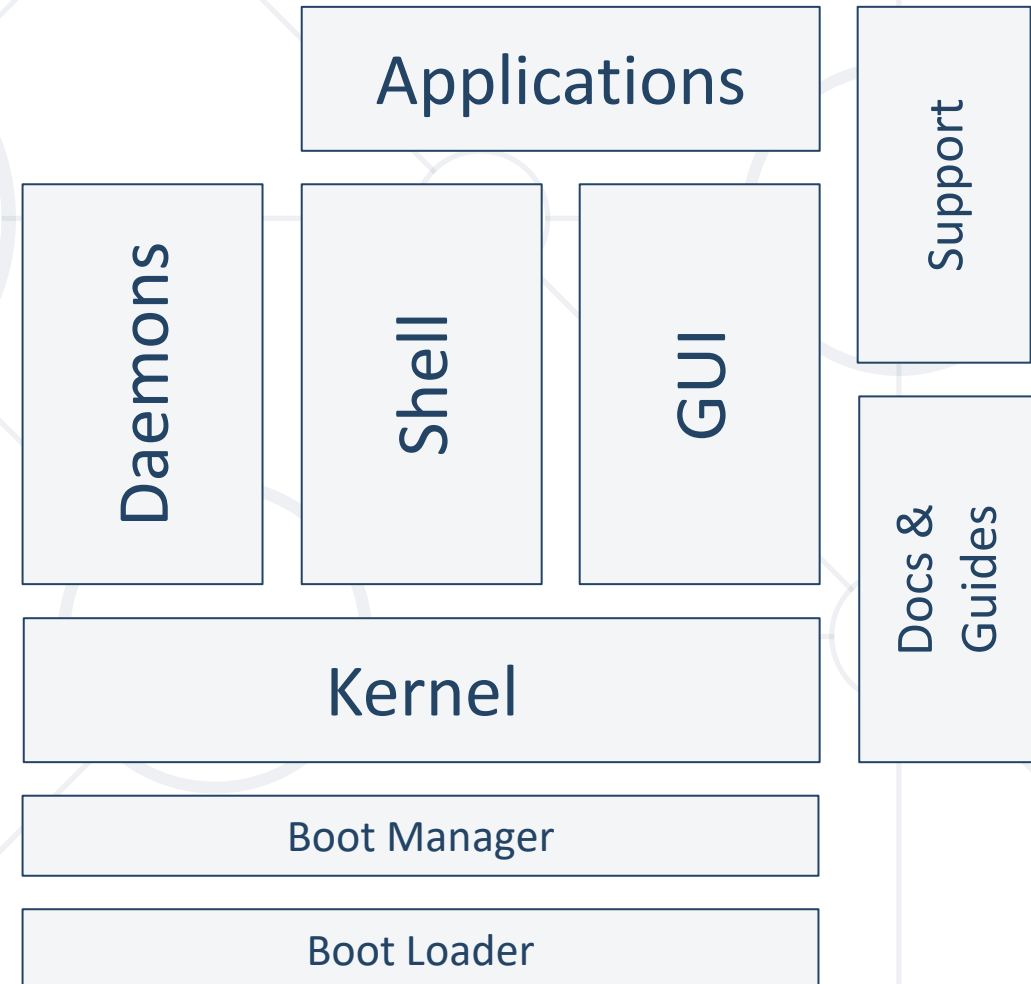 Applications
Support
Daemons
Shell
GUI
Docs &
Guides
Kernel
Boot Manager
Boot Loader